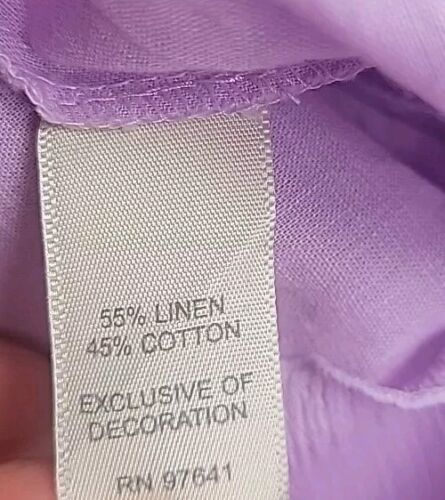 55% LINEN
45% COTTON
EXCLUSIVE OF
DECORATION
RN 97641